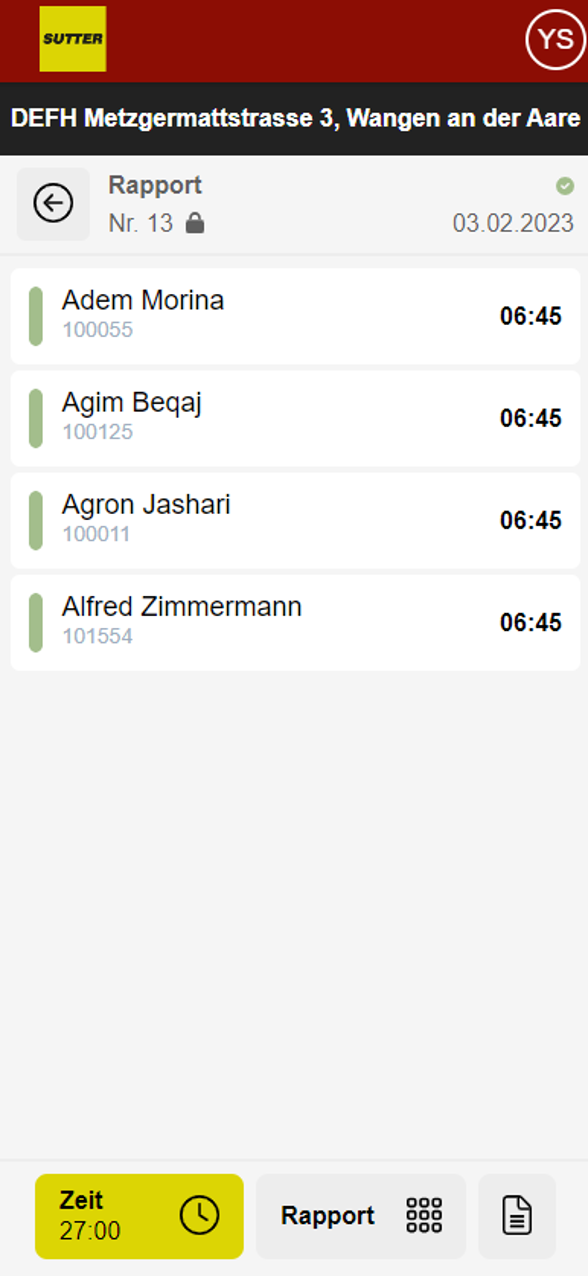 SUTTER
YS
DEFH Metzgermattstrasse 3, Wangen an der Aare
Rapport
Nr. 13
03.02.2023
Adem Morina
100055
06:45
Agim Beqaj
100125
06:45
Agron Jashari
100011
06:45
Alfred Zimmermann
101554
06:45
Zeit
27:00
Rapport